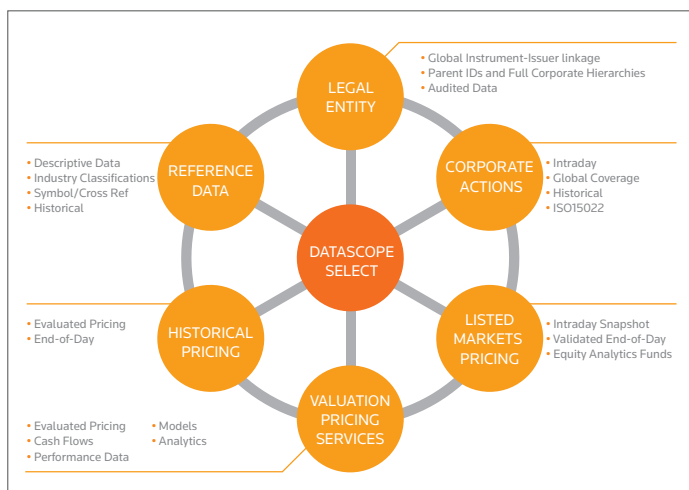 LEGAL
ENTITY
• Global Instrument-Issuer linkage
• Parent IDs and Full Corporate Hierarchies
• Audited Data
REFERENCE
DATA
• Descriptive Data
• Industry Classifications
• Symbol/Cross Ref
• Historical
CORPORATE
ACTIONS
• Intraday
• Global Coverage
• Historical
• ISO15022
DATASCOPE
SELECT
HISTORICAL
PRICING
• Evaluated Pricing
• End-of-Day
LISTED
MARKETS
PRICING
• Intraday Snapshot
• Validated End-of-Day
• Equity Analytics Funds
VALUATION
PRICING
SERVICES
• Evaluated Pricing
• Cash Flows
• Performance Data
• Models
• Analytics